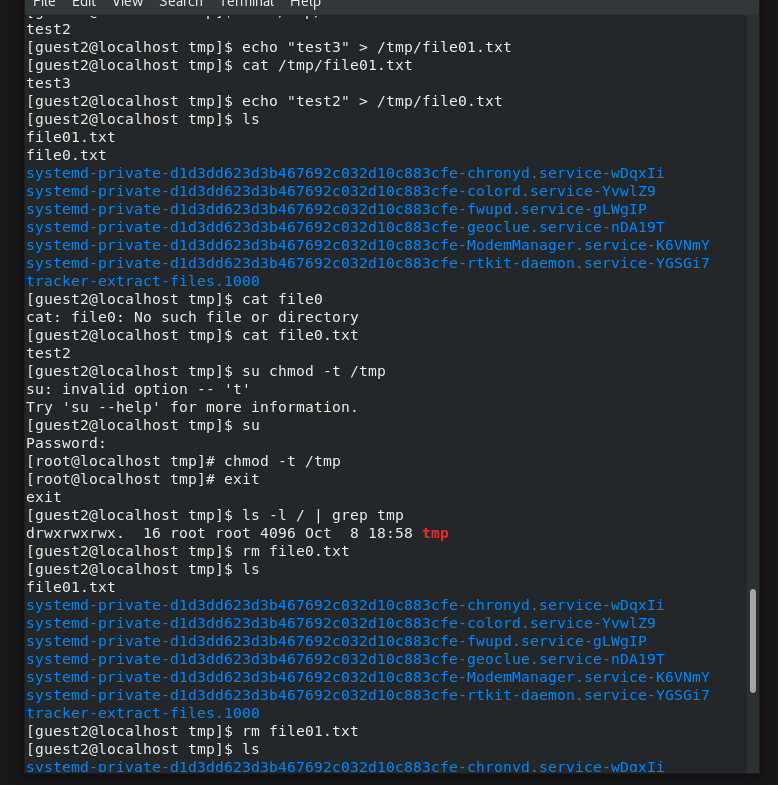 File Edit View Search Terminal Help
test2
[guest2@localhost tmp]$ echo "test3" > /tmp/file01.txt
[guest2@localhost tmp]$ cat /tmp/file01.txt
test3
[guest2@localhost tmp]$ echo "test2" > /tmp/file0.txt
[guest2@localhost tmp]$ ls
file01.txt
file0.txt
systemd-private-d1d3dd623d3b467692c032d10c883cfe-chronyd.service-wDqxIi
systemd-private-d1d3dd623d3b467692c032d10c883cfe-colord.service-YvwlZ9
systemd-private-d1d3dd623d3b467692c032d10c883cfe-fwupd.service-gLWgIP
systemd-private-d1d3dd623d3b467692c032d10c883cfe-geoclue.service-nDA19T
systemd-private-d1d3dd623d3b467692c032d10c883cfe-ModemManager.service-K6VNmY
systemd-private-d1d3dd623d3b467692c032d10c883cfe-rtkit-daemon.service-YGSGi7
tracker-extract-files.1000
[guest2@localhost tmp]$ cat file0
cat: file0: No such file or directory
[guest2@localhost tmp]$ cat file0.txt
test2
[guest2@localhost tmp]$ su chmod -t /tmp
su: invalid option -- 't'
Try 'su --help' for more information.
[guest2@localhost tmp]$ su
Password:
[root@localhost tmp]# chmod -t /tmp
[root@localhost tmp]# exit
exit
[guest2@localhost tmp]$ ls -l / | grep tmp
drwxrwxrwx.  16 root root 4096 Oct  8 18:58 tmp
[guest2@localhost tmp]$ rm file0.txt
[guest2@localhost tmp]$ ls
file01.txt
systemd-private-d1d3dd623d3b467692c032d10c883cfe-chronyd.service-wDqxIi
systemd-private-d1d3dd623d3b467692c032d10c883cfe-colord.service-YvwlZ9
systemd-private-d1d3dd623d3b467692c032d10c883cfe-fwupd.service-gLWgIP
systemd-private-d1d3dd623d3b467692c032d10c883cfe-geoclue.service-nDA19T
systemd-private-d1d3dd623d3b467692c032d10c883cfe-ModemManager.service-K6VNmY
systemd-private-d1d3dd623d3b467692c032d10c883cfe-rtkit-daemon.service-YGSGi7
tracker-extract-files.1000
[guest2@localhost tmp]$ rm file01.txt
[guest2@localhost tmp]$ ls
systemd-private-d1d3dd623d3b467692c032d10c883cfe-chronyd.service-wDqxIi